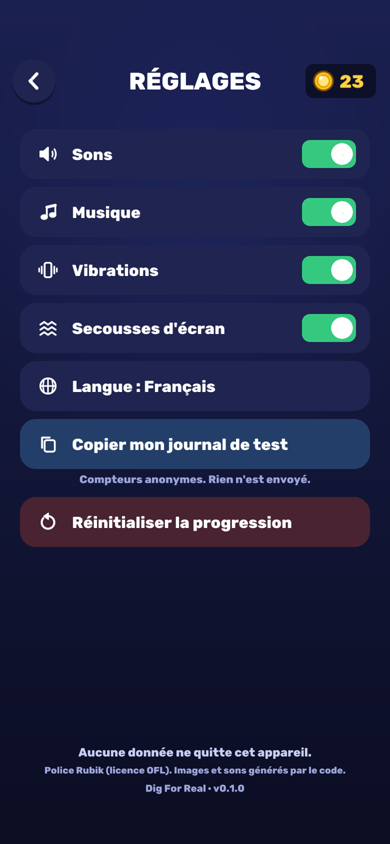 RÉGLAGES
23
Sons
Musique
Vibrations
Secousses d'écran
Langue : Français
Copier mon journal de test
Compteurs anonymes. Rien n'est envoyé.
Réinitialiser la progression
Aucune donnée ne quitte cet appareil.
Police Rubik (licence OFL). Images et sons générés par le code.
Dig For Real • v0.1.0